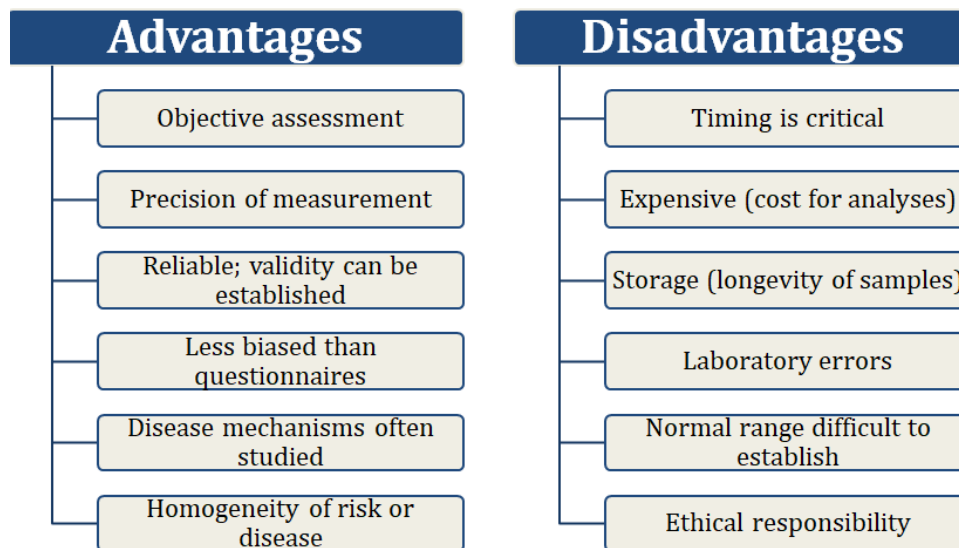 Advantages
Objective assessment
Precision of measurement
Reliable; validity can be
established
Less biased than
questionnaires
Disease mechanisms often
studied
Homogeneity of risk or
disease
Disadvantages
Timing is critical
Expensive (cost for analyses)
Storage (longevity of samples)
Laboratory errors
Normal range difficult to
establish
Ethical responsibility